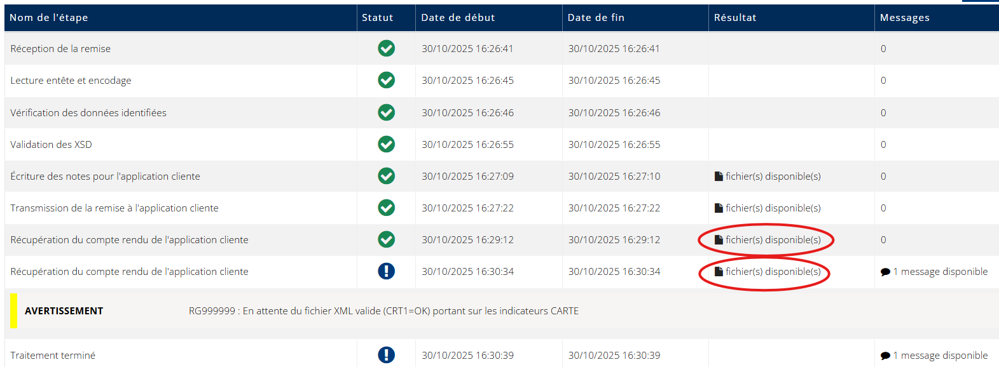 Nom de l'étape Statut Date de début Date de fin Résultat Messages
Réception de la remise 30/10/2025 16:26:41 30/10/2025 16:26:41 0
Lecture entête et encodage 30/10/2025 16:26:45 30/10/2025 16:26:45 0
Vérification des données identifiées 30/10/2025 16:26:46 30/10/2025 16:26:46 0
Validation des XSD 30/10/2025 16:26:55 30/10/2025 16:26:55 0
Écriture des notes pour l'application cliente 30/10/2025 16:27:09 30/10/2025 16:27:10 fichier(s) disponible(s) 0
Transmission de la remise à l'application cliente 30/10/2025 16:27:22 30/10/2025 16:27:22 fichier(s) disponible(s) 0
Récupération du compte rendu de l'application cliente 30/10/2025 16:29:12 30/10/2025 16:29:12 fichier(s) disponible(s) 0
Récupération du compte rendu de l'application cliente 30/10/2025 16:30:34 30/10/2025 16:30:34 fichier(s) disponible(s) 1 message disponible
AVERTISSEMENT RG999999 : En attente du fichier XML valide (CRT1=OK) portant sur les indicateurs CARTE
Traitement terminé 30/10/2025 16:30:39 30/10/2025 16:30:39 1 message disponible